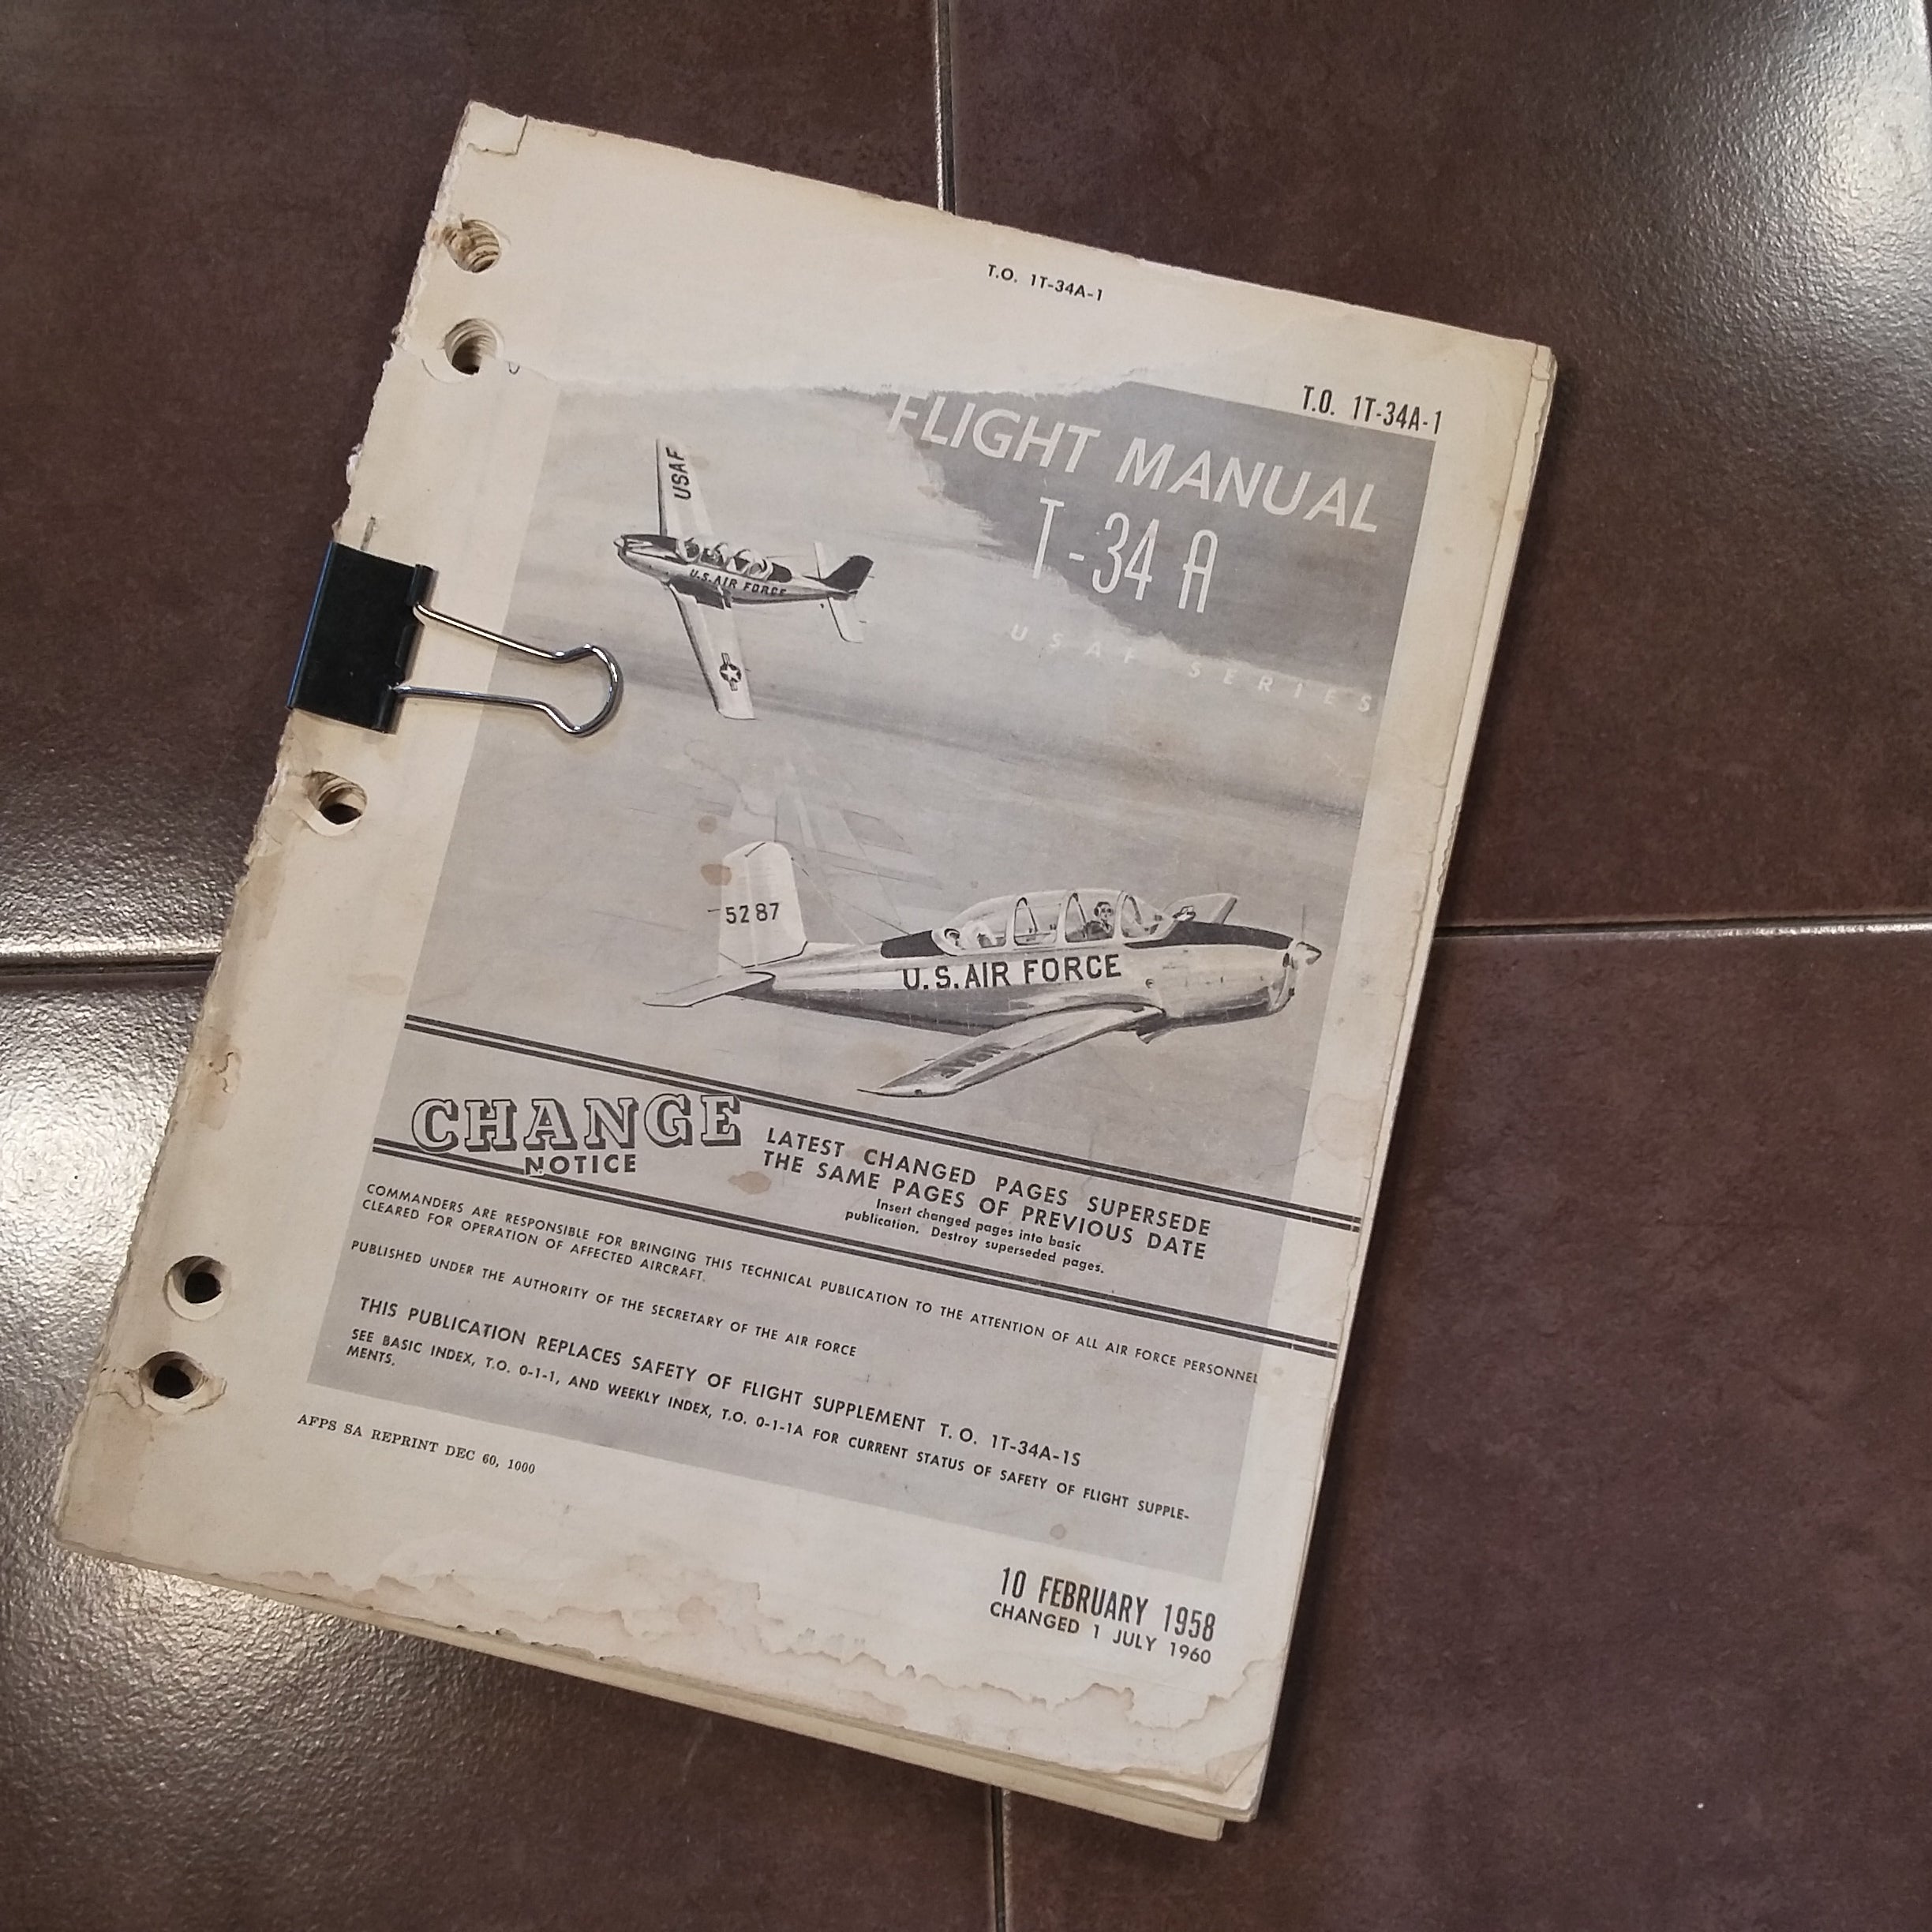 T.O. 1T-34A-1
T.O. 1T-34A-1
FLIGHT MANUAL
T-34 A
USAF SERIES
USAF
U.S. AIR FORCE
5287
U.S. AIR FORCE
CHANGE
NOTICE
LATEST CHANGED PAGES SUPERSEDE
THE SAME PAGES OF PREVIOUS DATE
Insert changed pages into basic
publication. Destroy superseded pages.
COMMANDERS ARE RESPONSIBLE FOR BRINGING THIS TECHNICAL PUBLICATION TO THE ATTENTION OF ALL AIR FORCE PERSONNEL
CLEARED FOR OPERATION OF AFFECTED AIRCRAFT.
PUBLISHED UNDER THE AUTHORITY OF THE SECRETARY OF THE AIR FORCE
THIS PUBLICATION REPLACES SAFETY OF FLIGHT SUPPLEMENT T. O. 1T-34A-1S
SEE BASIC INDEX, T.O. 0-1-1, AND WEEKLY INDEX, T.O. 0-1-1A FOR CURRENT STATUS OF SAFETY OF FLIGHT SUPPLE-
MENTS.
AFPS SA REPRINT DEC 60, 1000
10 FEBRUARY 1958
CHANGED 1 JULY 1960